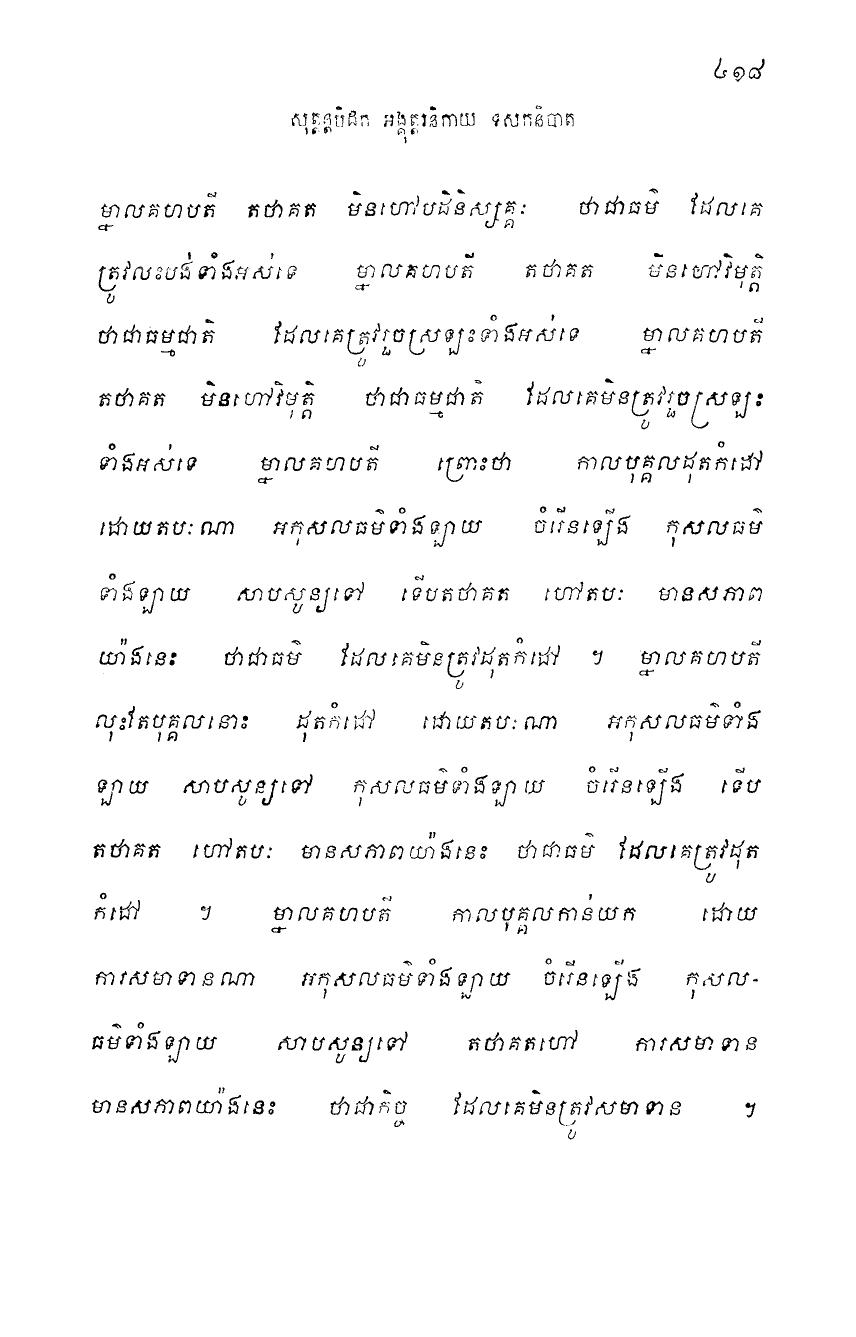 ៤១៨
សុត្តន្តបិដក អង្គុត្តរនិកាយ ទសកនិបាត
ម្នាលគហបតី តថាគត មិនហៅបដិនិស្សគ្គៈ ថាជាធម៌ ដែលគេ
ត្រូវលះបង់ទាំងអស់ទេ ម្នាលគហបតី តថាគត មិនហៅវិមុត្តិ
ថាជាធម្មជាតិ ដែលគេត្រូវរួចស្រឡះទាំងអស់ទេ ម្នាលគហបតី
តថាគត មិនហៅវិមុត្តិ ថាជាធម្មជាតិ ដែលគេមិនត្រូវរួចស្រឡះ
ទាំងអស់ទេ ម្នាលគហបតី ព្រោះថា កាលបុគ្គលដុតកំដៅ
ដោយតបៈណា អកុសលធម៌ទាំងឡាយ ចំរើនឡើង កុសលធម៌
ទាំងឡាយ សាបសូន្យទៅ ទើបតថាគត ហៅតបៈ មានសភាព
យ៉ាងនេះ ថាជាធម៌ ដែលគេមិនត្រូវដុតកំដៅ ។ ម្នាលគហបតី
លុះតែបុគ្គលនោះ ដុតកំដៅ ដោយតបៈណា អកុសលធម៌ទាំង
ឡាយ សាបសូន្យទៅ កុសលធម៌ទាំងឡាយ ចំរើនឡើង ទើប
តថាគត ហៅតបៈ មានសភាពយ៉ាងនេះ ថាជាធម៌ ដែលគេត្រូវដុត
កំដៅ ។ ម្នាលគហបតី កាលបុគ្គលកាន់យក ដោយ
ការសមាទានណា អកុសលធម៌ទាំងឡាយ ចំរើនឡើង កុសល-
ធម៌ទាំងឡាយ សាបសូន្យទៅ តថាគតហៅ ការសមាទាន
មានសភាពយ៉ាងនេះ ថាជាកិច្ច ដែលគេមិនត្រូវសមាទាន ។